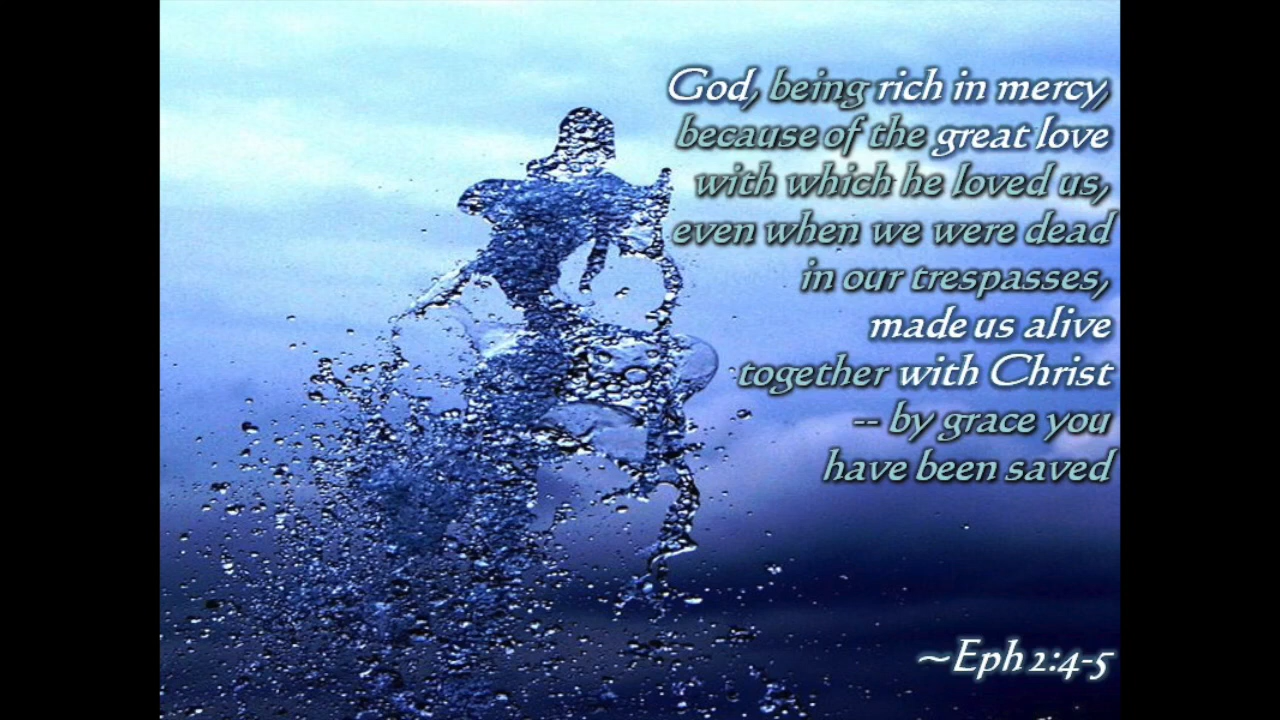 God, being rich in mercy,
because of the great love
with which he loved us,
even when we were dead
in our trespasses,
made us alive
together with Christ
-- by grace you
have been saved
~Eph 2:4-5